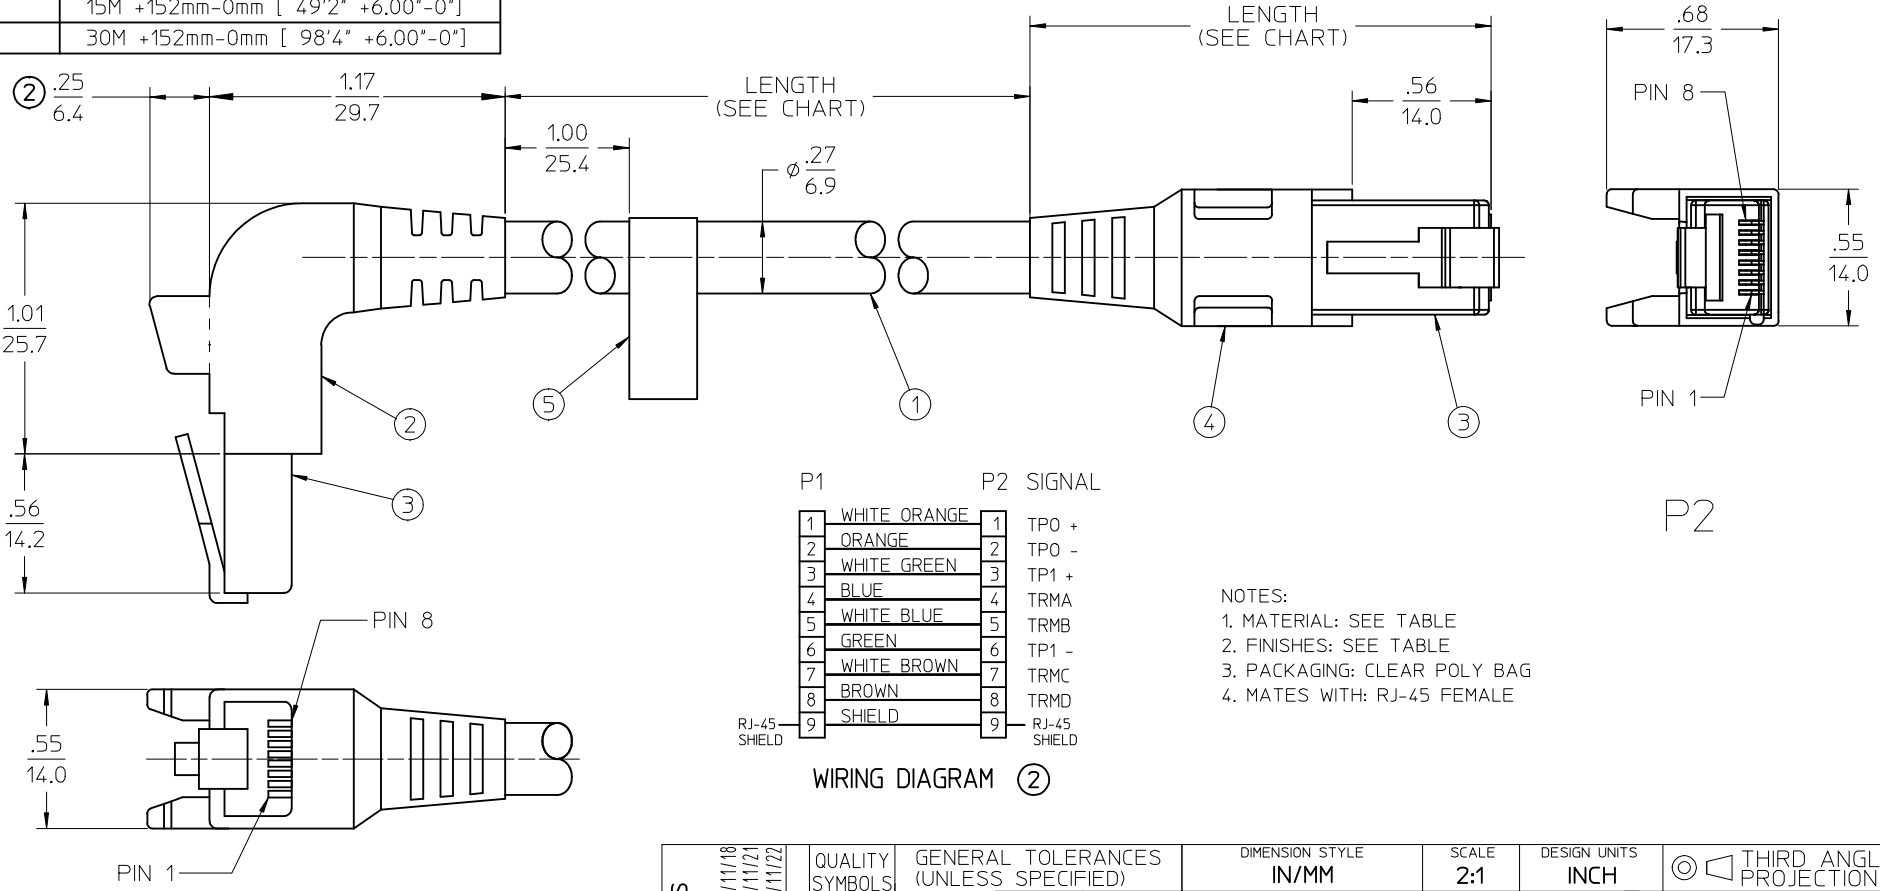 15M +152mm-0mm [ 49'2" +6.00"-0"]
30M +152mm-0mm [ 98'4" +6.00"-0"]
LENGTH
(SEE CHART)
.68
17.3
2 .25
6.4
1.17
29.7
LENGTH
(SEE CHART)
.56
14.0
PIN 8
1.00
25.4
ø .27
6.9
.55
14.0
1.01
25.7
PIN 1
5
1
4
3
2
3
.56
14.2
P2
P1 P2 SIGNAL
1 WHITE ORANGE 1 TPO +
2 ORANGE 2 TPO -
3 WHITE GREEN 3 TP1 +
4 BLUE 4 TRMA
5 WHITE BLUE 5 TRMB
6 GREEN 6 TP1 -
7 WHITE BROWN 7 TRMC
8 BROWN 8 TRMD
RJ-45 SHIELD 9 SHIELD 9 RJ-45 SHIELD
WIRING DIAGRAM 2
NOTES:
1. MATERIAL: SEE TABLE
2. FINISHES: SEE TABLE
3. PACKAGING: CLEAR POLY BAG
4. MATES WITH: RJ-45 FEMALE
PIN 8
.55
14.0
PIN 1
/11/18
/11/21
/11/22
QUALITY
SYMBOLS
GENERAL TOLERANCES
(UNLESS SPECIFIED)
DIMENSION STYLE
IN/MM
SCALE
2:1
DESIGN UNITS
INCH
THIRD ANGL
PROJECTION